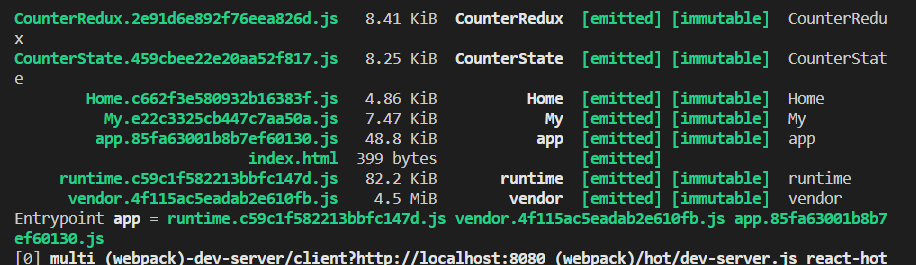 CounterRedux.2e91d6e892f76eea826d.js 8.41 KiB CounterRedux [emitted] [immutable] CounterRedu
x
CounterState.459cbee22e20aa52f817.js 8.25 KiB CounterState [emitted] [immutable] CounterStat
e
Home.c662f3e580932b16383f.js 4.86 KiB Home [emitted] [immutable] Home
My.e22c3325cb447c7aa50a.js 7.47 KiB My [emitted] [immutable] My
app.85fa63001b8b7ef60130.js 48.8 KiB app [emitted] [immutable] app
index.html 399 bytes [emitted]
runtime.c59c1f582213bbfc147d.js 82.2 KiB runtime [emitted] [immutable] runtime
vendor.4f115ac5eadab2e610fb.js 4.5 MiB vendor [emitted] [immutable] vendor
Entrypoint app = runtime.c59c1f582213bbfc147d.js vendor.4f115ac5eadab2e610fb.js app.85fa63001b8b7
ef60130.js
[0] multi (webpack)-dev-server/client?http://localhost:8080 (webpack)/hot/dev-server.js react-hot